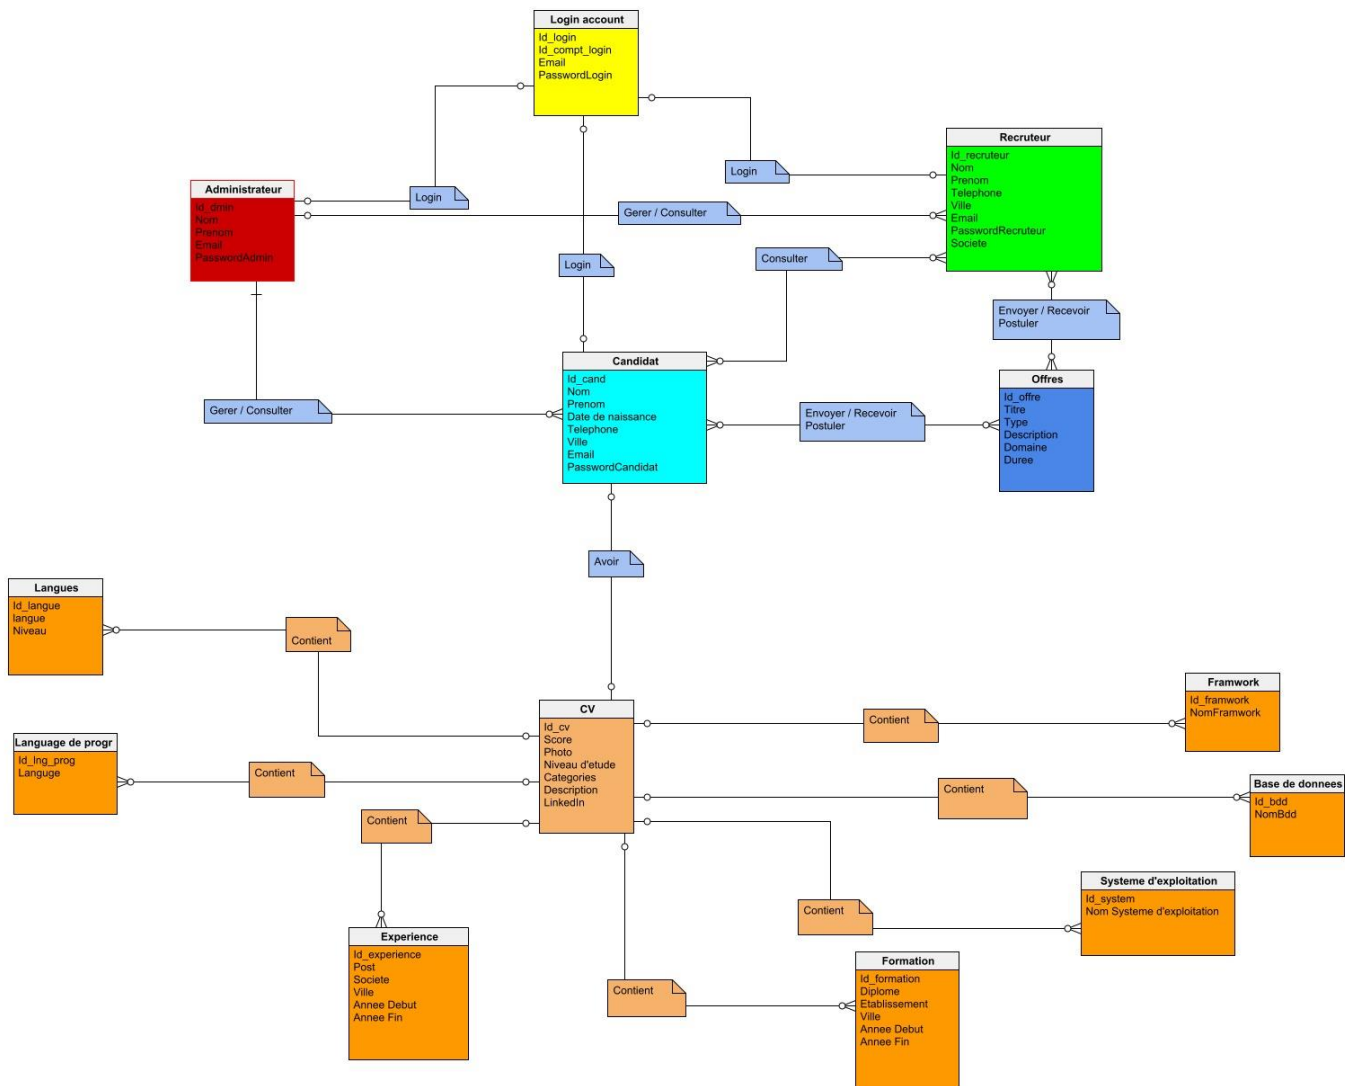 Login account
Id_login
Id_compt_login
Email
PasswordLogin
Recruteur
Id_recruteur
Nom
Prenom
Telephone
Ville
Email
PasswordRecruteur
Societe
Login
Administrateur
Id_dmin
Nom
Prenom
Email
PasswordAdmin
Login
Gerer / Consulter
Login
Consulter
Envoyer / Recevoir
Postuler
Candidat
Id_cand
Nom
Prenom
Date de naissance
Telephone
Ville
Email
PasswordCandidat
Offres
Id_offre
Titre
Type
Description
Domaine
Duree
Gerer / Consulter
Envoyer / Recevoir
Postuler
Avoir
Langues
Id_langue
langue
Niveau
Contient
Framwork
Id_framwork
NomFramwork
CV
Id_cv
Score
Photo
Niveau d'etude
Categories
Description
LinkedIn
Contient
Language de progr
Id_lng_prog
Languge
Contient
Contient
Base de donnees
Id_bdd
NomBdd
Contient
Systeme d'exploitation
Id_system
Nom Systeme d'exploitation
Contient
Experience
Id_experience
Post
Societe
Ville
Annee Debut
Annee Fin
Formation
Id_formation
Diplome
Etablissement
Ville
Annee Debut
Annee Fin
Contient